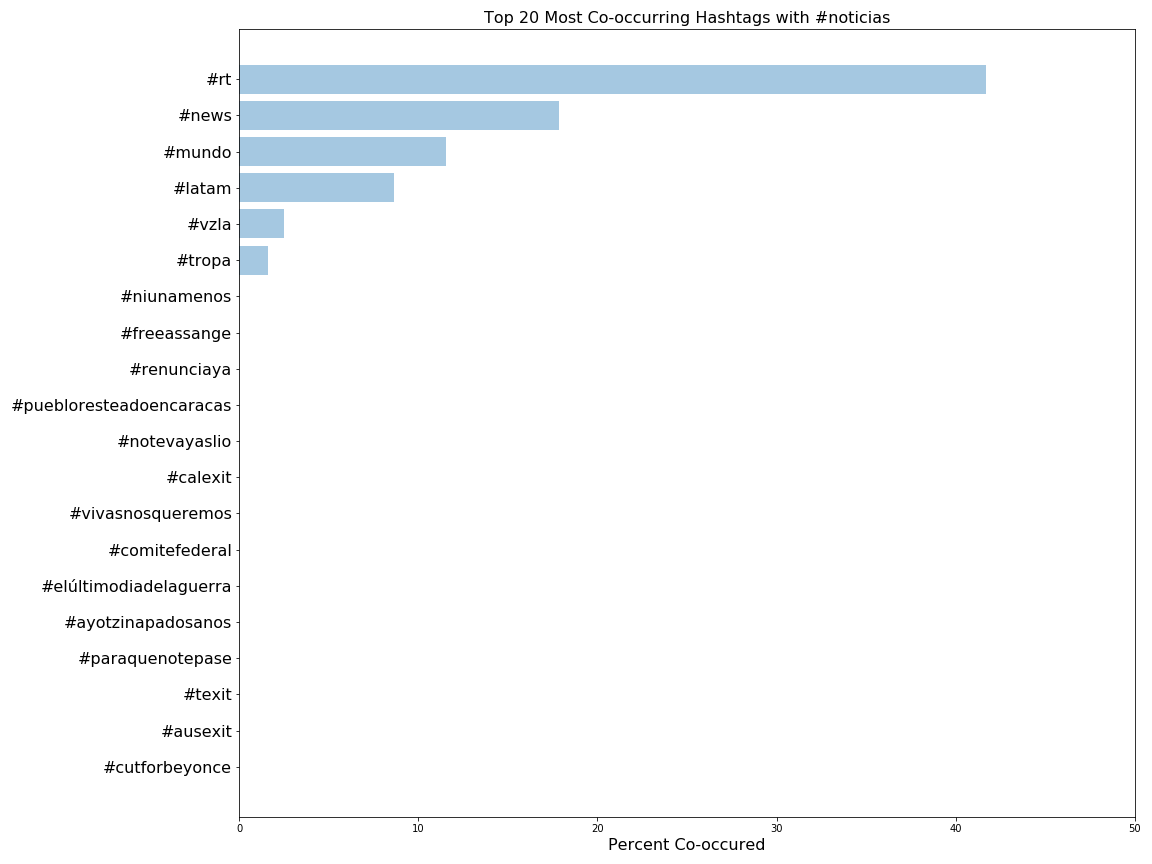 Top 20 Most Co-occurring Hashtags with #noticias
#rt
#news
#mundo
#latam
#vzla
#tropa
#niunamenos
#freeassange
#renunciaya
#puebloresteadoencaracas
#notevayaslio
#calexit
#vivasnosqueremos
#comitefederal
#elúltimodiadelaguerra
#ayotzinapadosanos
#paraquenotepase
#texit
#ausexit
#cutforbeyonce
0 10 20 30 40 50
Percent Co-occured